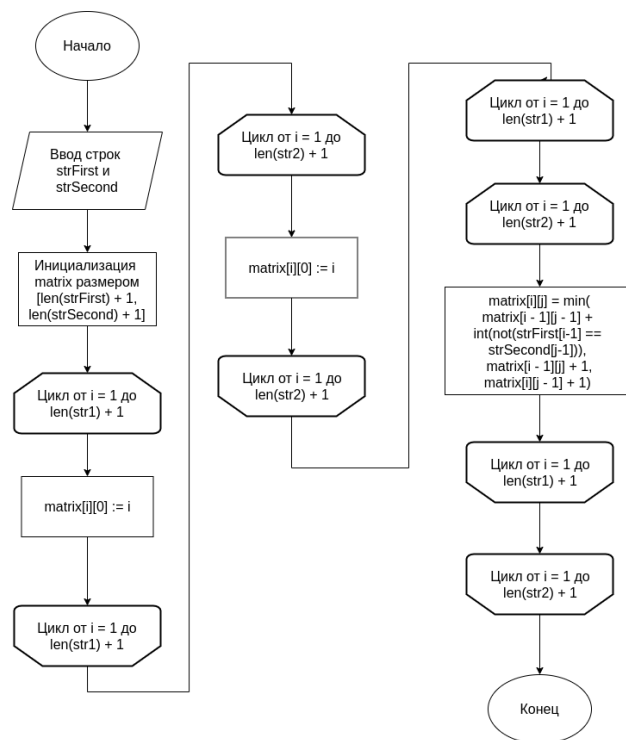 Начало
Ввод строк
strFirst и
strSecond
Инициализация
matrix размером
[len(strFirst) + 1,
len(strSecond) + 1]
Цикл от i = 1 до
len(str1) + 1
matrix[i][0] := i
Цикл от i = 1 до
len(str1) + 1
Цикл от i = 1 до
len(str2) + 1
matrix[i][0] := i
Цикл от i = 1 до
len(str2) + 1
Цикл от i = 1 до
len(str1) + 1
Цикл от i = 1 до
len(str2) + 1
matrix[i][j] = min(
matrix[i - 1][j - 1] +
int(not(strFirst[i-1] ==
strSecond[j-1])),
matrix[i - 1][j] + 1,
matrix[i][j - 1] + 1)
Цикл от i = 1 до
len(str1) + 1
Цикл от i = 1 до
len(str2) + 1
Конец